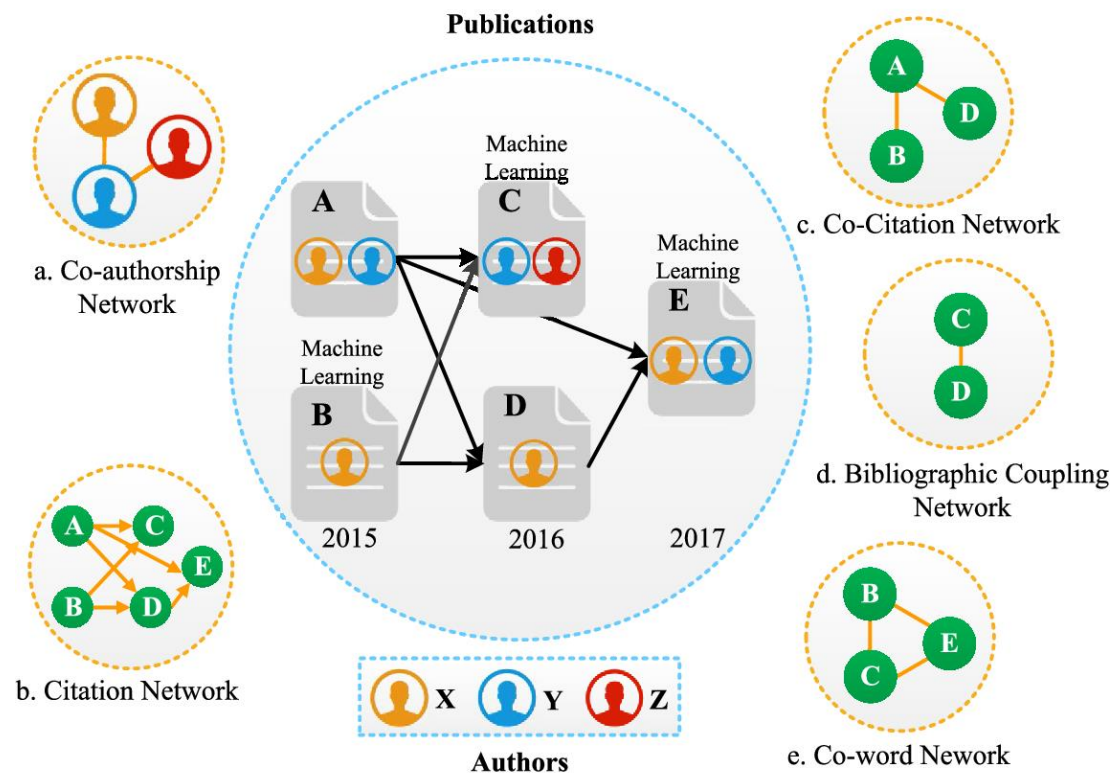 Publications
a. Co-authorship
Network
A
B
C
D
E
b. Citation Network
Machine
Learning
A
C
Machine
Learning
E
Machine
Learning
B
D
2015
2016
2017
X
Y
Z
Authors
A
D
B
c. Co-Citation Network
C
D
d. Bibliographic Coupling
Network
B
E
C
e. Co-word Nework